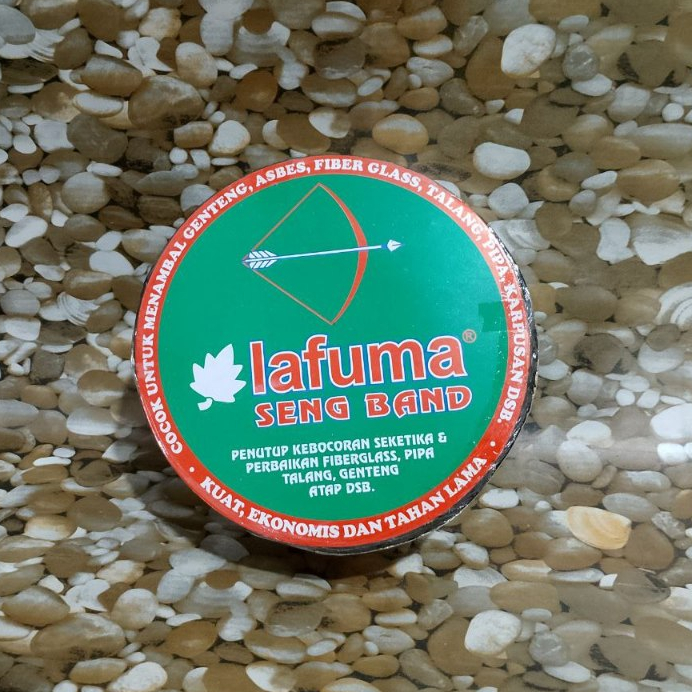 COCOK UNTUK MENAMBAL GENTENG, ASBES, FIBER GLASS, TALANG, PIPA, KARPUSAN DSB.
lafuma®
SENG BAND
PENUTUP KEBOCORAN SEKETIKA &
PERBAIKAN FIBERGLASS, PIPA
TALANG, GENTENG
ATAP DSB.
• KUAT, EKONOMIS DAN TAHAN LAMA •